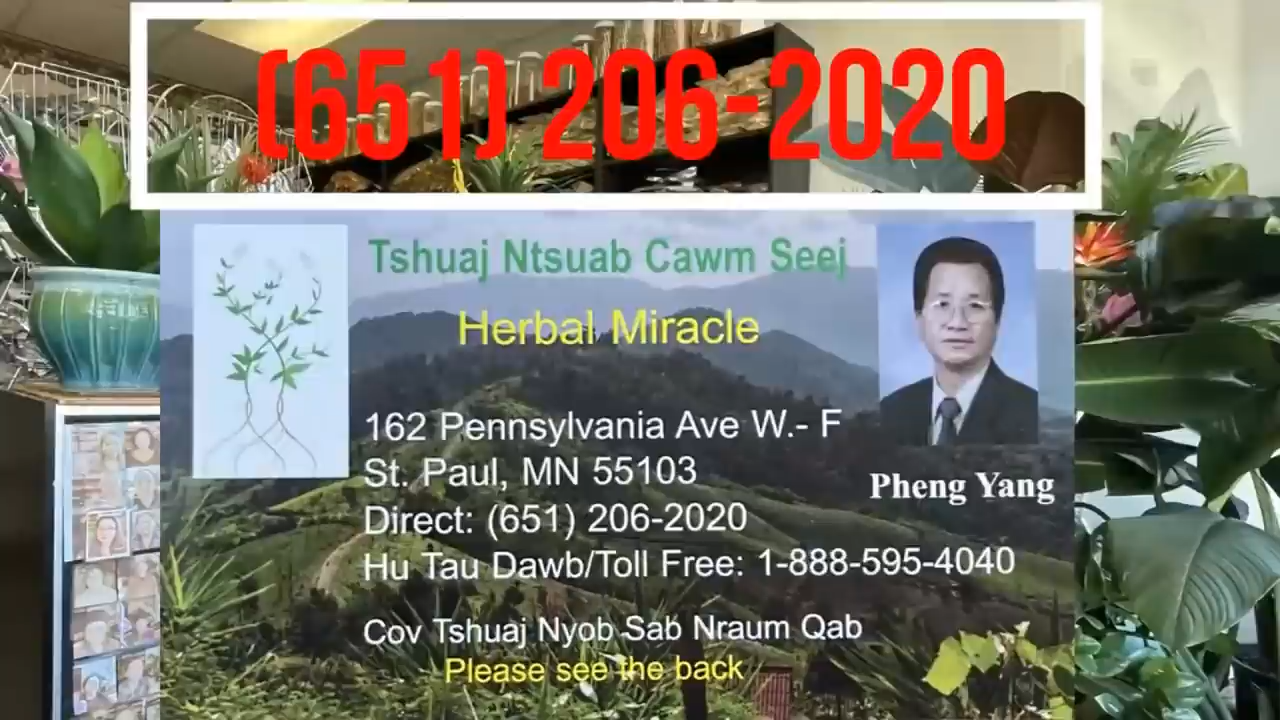 (651) 206-2020
Tshuaj Ntsuab Cawm Seej
Herbal Miracle
162 Pennsylvania Ave W.- F
St. Paul, MN 55103
Direct: (651) 206-2020
Hu Tau Dawb/Toll Free: 1-888-595-4040
Pheng Yang
Cov Tshuaj Nyob Sab Nraum Qab
Please see the back